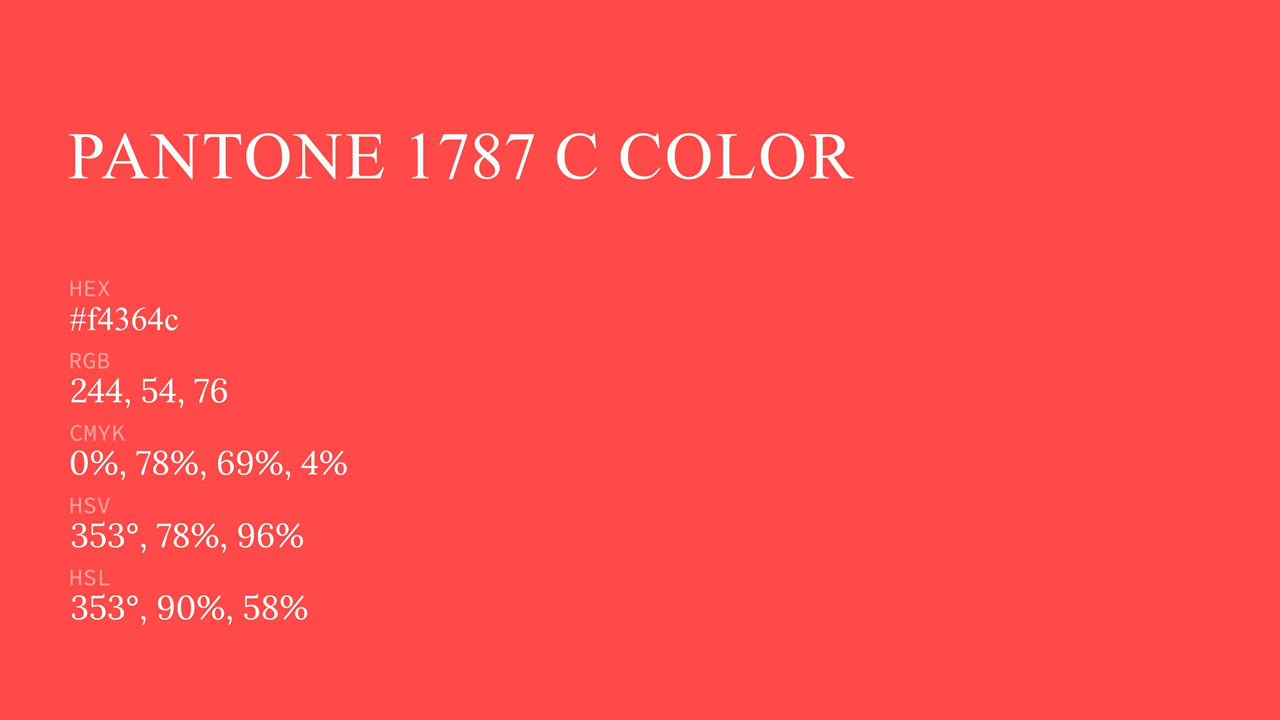 PANTONE 1787 C COLOR
HEX
#f4364c
RGB
244, 54, 76
CMYK
0%, 78%, 69%, 4%
HSV
353°, 78%, 96%
HSL
353°, 90%, 58%